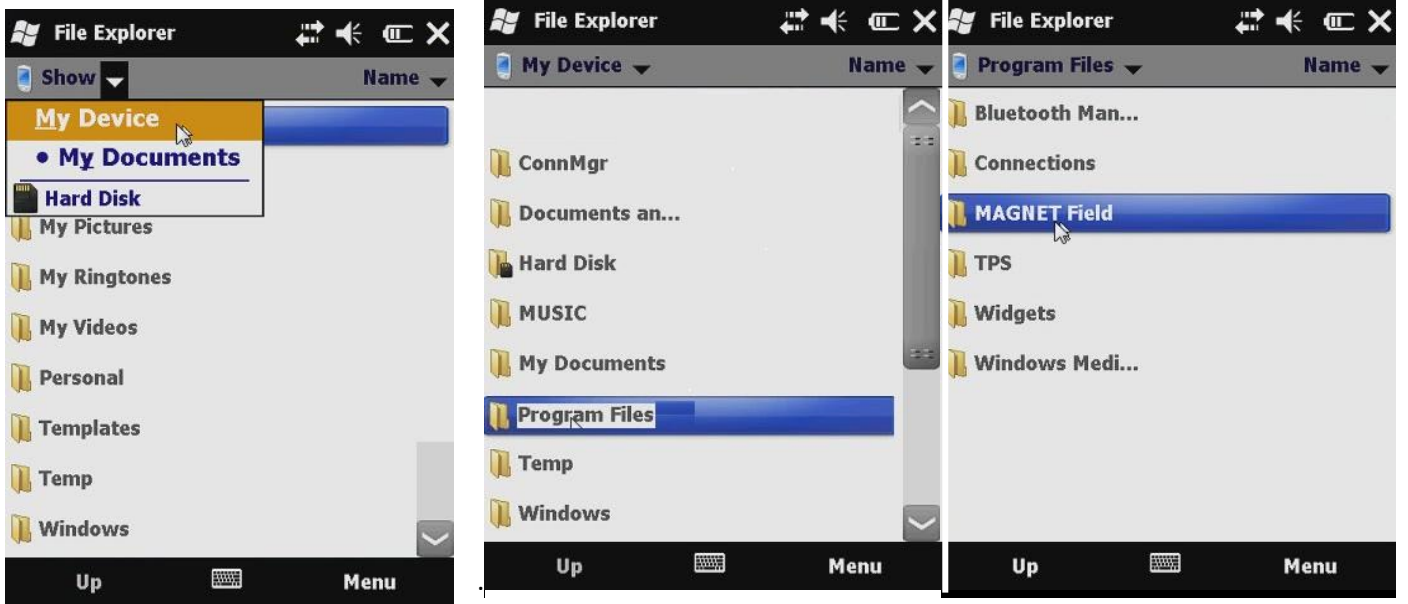 File Explorer
Show
Name
My Device
• My Documents
Hard Disk
My Pictures
My Ringtones
My Videos
Personal
Templates
Temp
Windows
Up
Menu
File Explorer
My Device
Name
ConnMgr
Documents an...
Hard Disk
MUSIC
My Documents
Program Files
Temp
Windows
Up
Menu
File Explorer
Program Files
Name
Bluetooth Man...
Connections
MAGNET Field
TPS
Widgets
Windows Medi...
Up
Menu